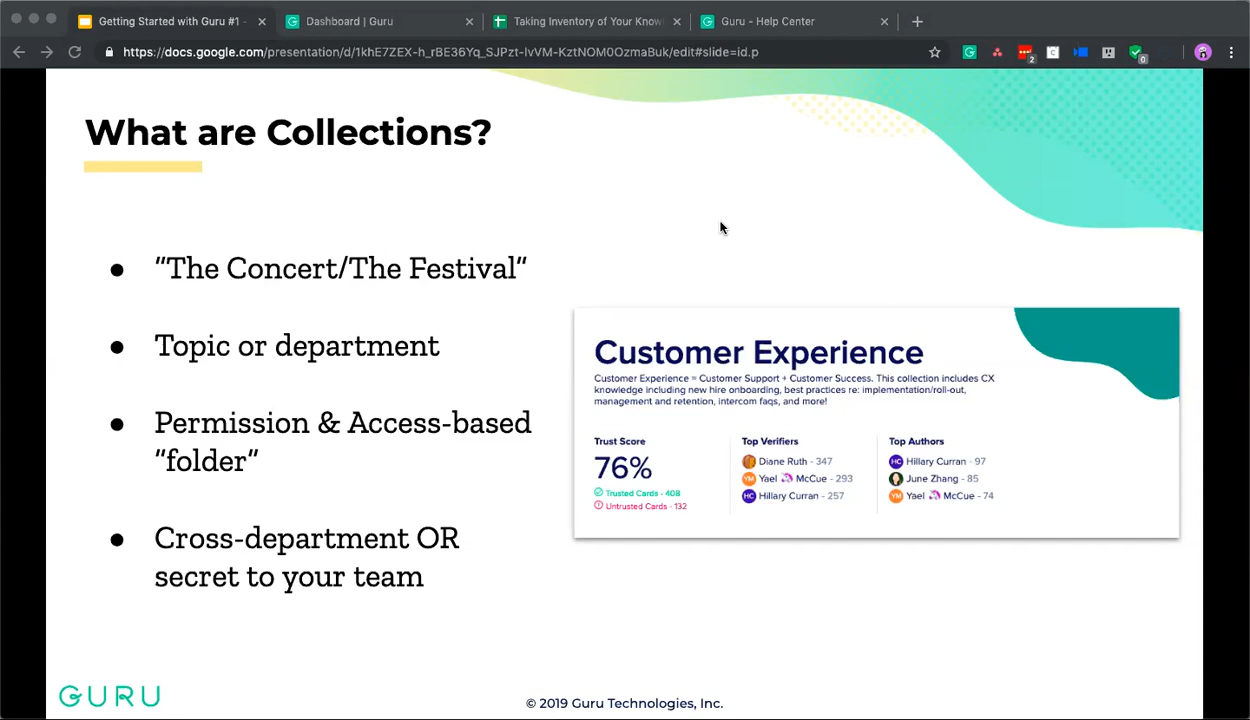 Getting Started with Guru #1 -
Dashboard | Guru
Taking Inventory of Your Know
Guru - Help Center
https://docs.google.com/presentation/d/1khE7ZEX-h_rBE36Yq_SJPzt-lvVM-KztNOM0OzmaBuk/edit#slide=id.p
2
0
What are Collections?
● "The Concert/The Festival"
● Topic or department
● Permission & Access-based
"folder"
● Cross-department OR
secret to your team
Customer Experience
Customer Experience = Customer Support + Customer Success. This collection includes CX
knowledge including new hire onboarding, best practices re: implementation/roll-out,
management and retention, intercom faqs, and more!
Trust Score
76%
Trusted Cards - 408
Untrusted Cards - 132
Top Verifiers
Diane Ruth - 347
YM Yael 🦄 McCue - 293
HC Hillary Curran - 257
Top Authors
HC Hillary Curran - 97
June Zhang - 85
YM Yael 🦄 McCue - 74
GURU
© 2019 Guru Technologies, Inc.